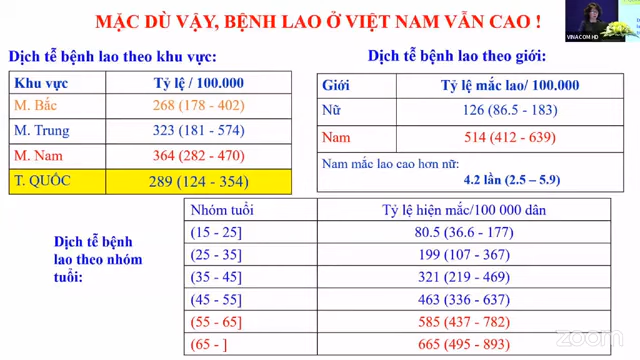 MẶC DÙ VẬY, BỆNH LAO Ở VIỆT NAM VẪN CAO !
VINACOM HD
Dịch tễ bệnh lao theo khu vực:
Khu vực Tỷ lệ / 100.000
M. Bắc 268 (178 - 402)
M. Trung 323 (181 - 574)
M. Nam 364 (282 - 470)
T. QUỐC 289 (124 - 354)
Dịch tễ bệnh lao theo giới:
Giới Tỷ lệ mắc lao/ 100.000
Nữ 126 (86.5 - 183)
Nam 514 (412 - 639)
Nam mắc lao cao hơn nữ:
4.2 lần (2.5 – 5.9)
Dịch tễ bệnh
lao theo nhóm
tuổi:
Nhóm tuổi Tỷ lệ hiện mắc/100 000 dân
(15 - 25] 80.5 (36.6 - 177)
(25 - 35] 199 (107 - 367)
(35 - 45] 321 (219 - 469)
(45 - 55] 463 (336 - 637)
(55 - 65] 585 (437 - 782)
(65 - ] 665 (495 - 893)
zoom